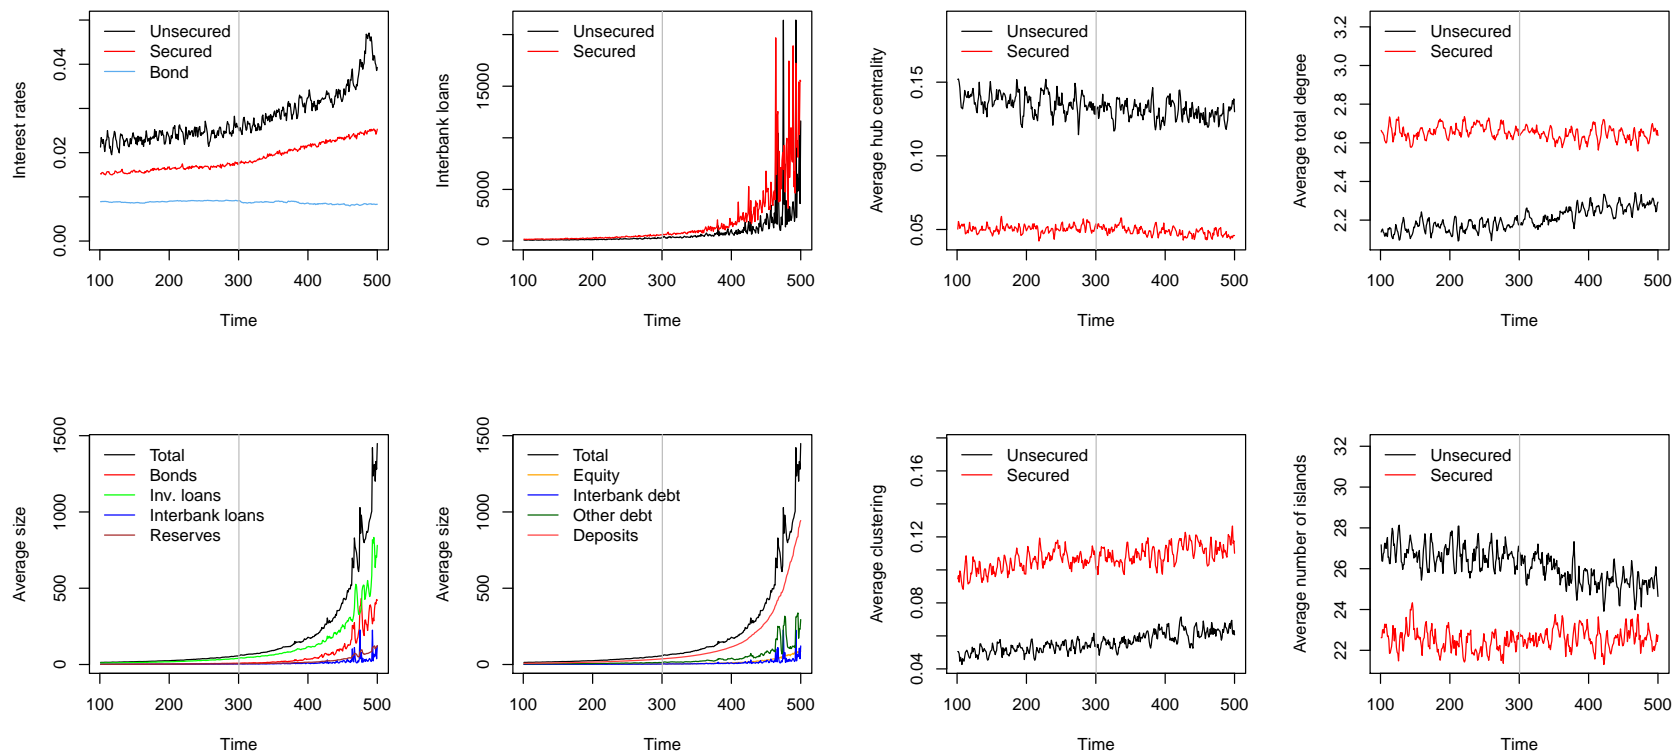 Interest rates
0.00
0.02
0.04
Unsecured
Secured
Bond
100 200 300 400 500
Time
Interbank loans
0
5000
15000
Unsecured
Secured
100 200 300 400 500
Time
Average hub centrality
0.05
0.10
0.15
Unsecured
Secured
100 200 300 400 500
Time
Average total degree
2.2
2.4
2.6
2.8
3.0
3.2
Unsecured
Secured
100 200 300 400 500
Time
Average size
0
500
1000
1500
Total
Bonds
Inv. loans
Interbank loans
Reserves
100 200 300 400 500
Time
Average size
0
500
1000
1500
Total
Equity
Interbank debt
Other debt
Deposits
100 200 300 400 500
Time
Average clustering
0.04
0.08
0.12
0.16
Unsecured
Secured
100 200 300 400 500
Time
Average number of islands
22
24
26
28
30
32
Unsecured
Secured
100 200 300 400 500
Time